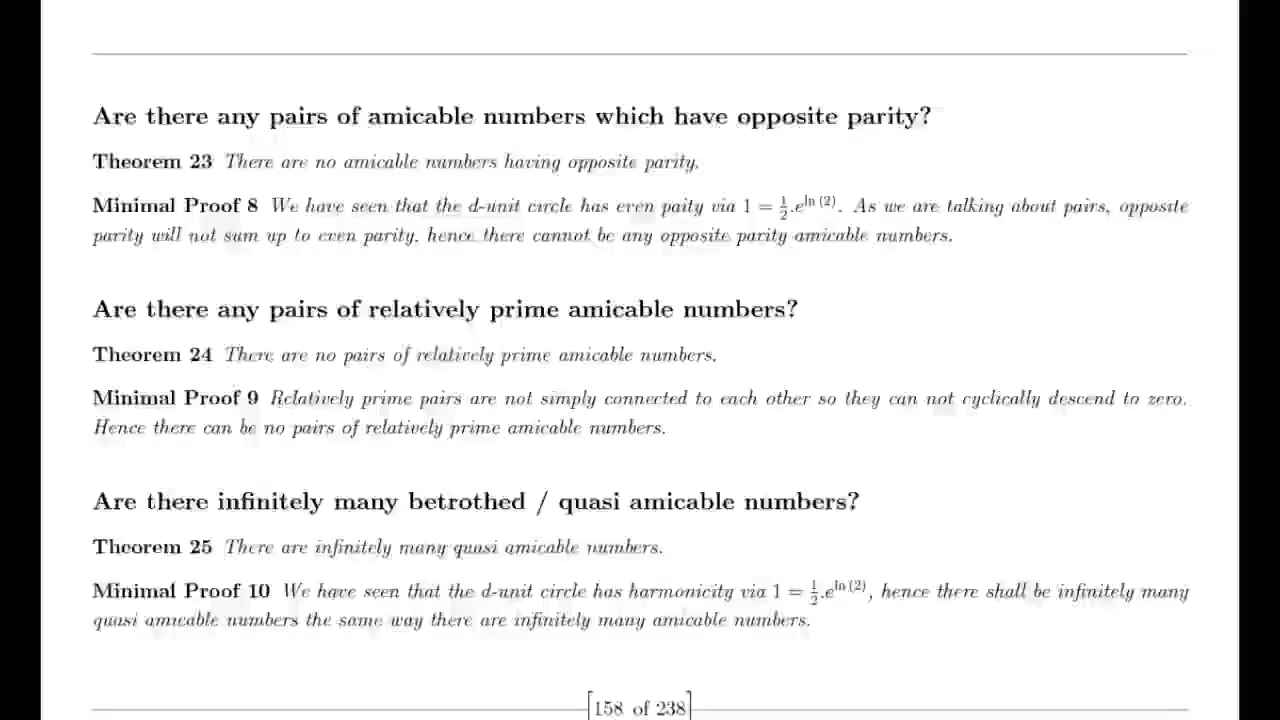 Are there any pairs of amicable numbers which have opposite parity?
Theorem 23 There are no amicable numbers having opposite parity.
Minimal Proof 8 We have seen that the d-unit circle has even paity via 1 = 1/2.e^ln (2). As we are talking about pairs, opposite
parity will not sum up to even parity. hence there cannot be any opposite parity amicable numbers.
Are there any pairs of relatively prime amicable numbers?
Theorem 24 There are no pairs of relatively prime amicable numbers.
Minimal Proof 9 Relatively prime pairs are not simply connected to each other so they can not cyclically descend to zero.
Hence there can be no pairs of relatively prime amicable numbers.
Are there infinitely many betrothed / quasi amicable numbers?
Theorem 25 There are infinitely many quasi amicable numbers.
Minimal Proof 10 We have seen that the d-unit circle has harmonicity via 1 = 1/2.e^ln (2), hence there shall be infinitely many
quasi amicable numbers the same way there are infinitely many amicable numbers.
[158 of 238]